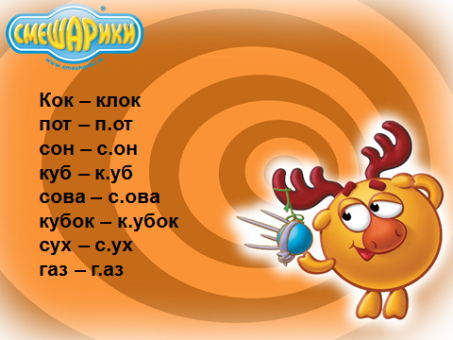 СМЕШАРИКИ
Кок – клок
пот – п.от
сон – с.он
куб – к.уб
сова – с.ова
кубок – к.убок
сух – с.ух
газ – г.аз